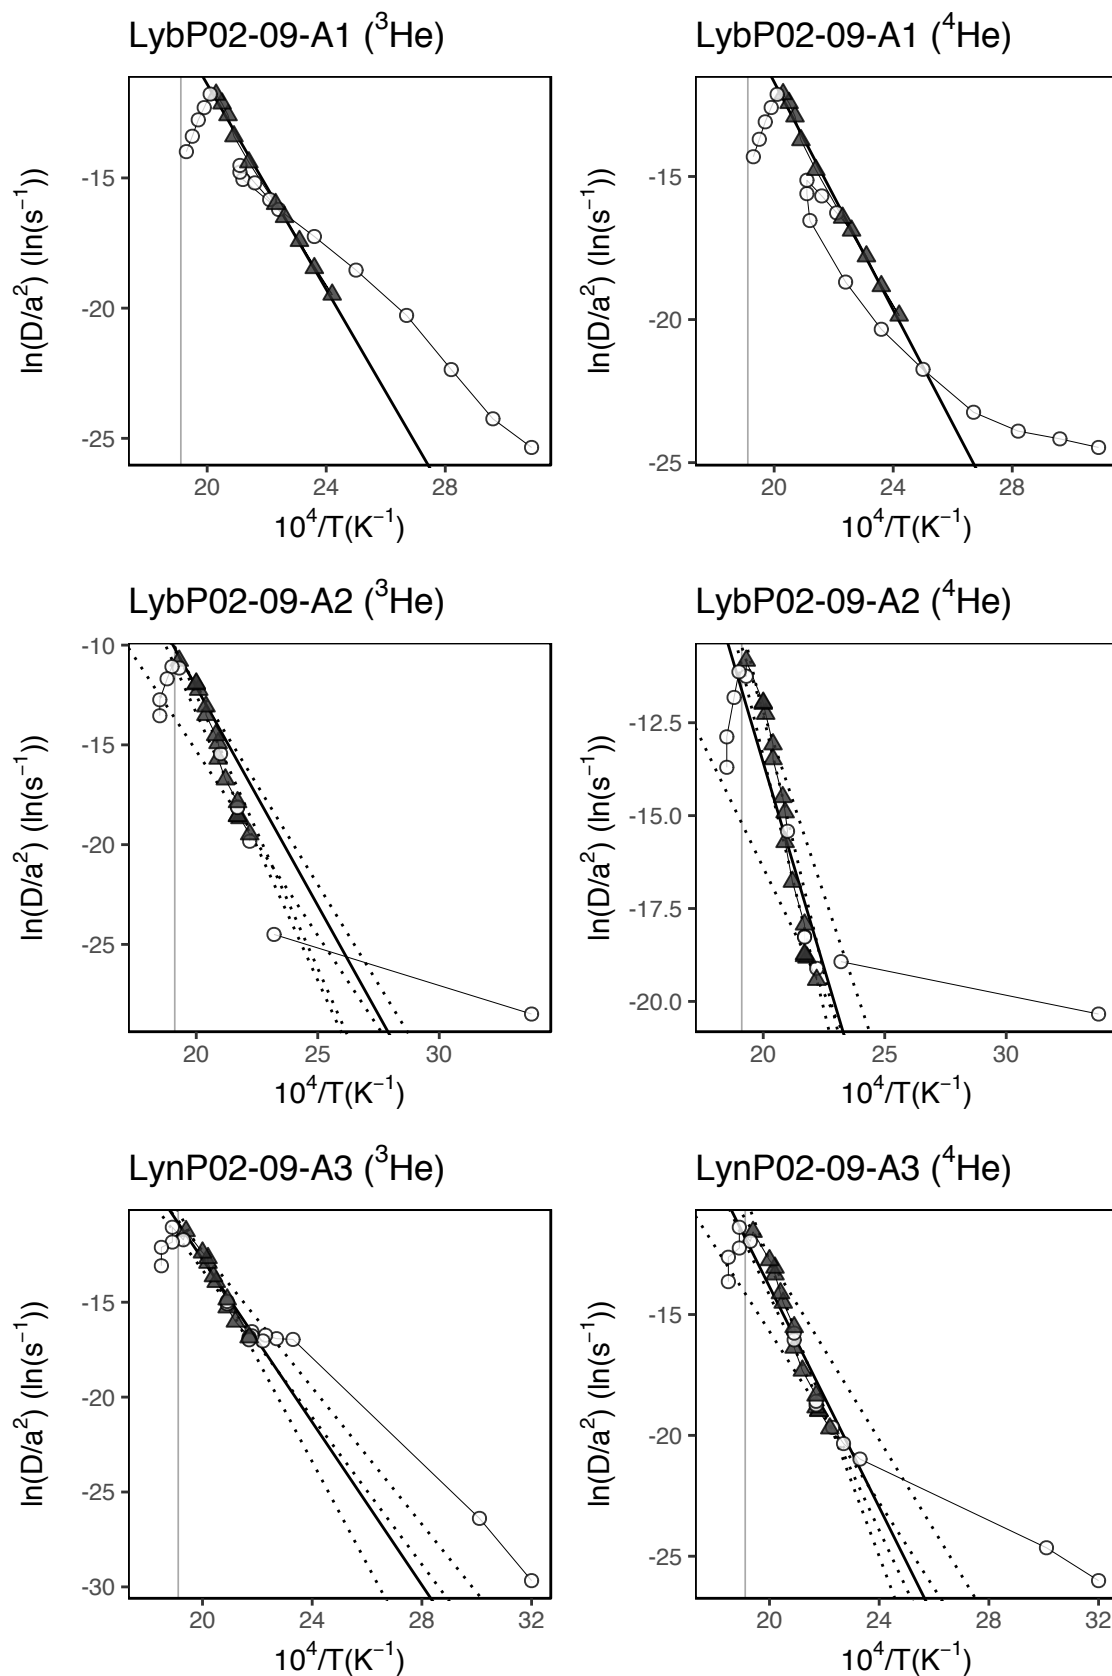 LybP02-09-A1 (³He)
LybP02-09-A1 (⁴He)
ln(D/a²) (ln(s⁻¹))
-15
-20
-25
20 24 28
10⁴/T(K⁻¹)
ln(D/a²) (ln(s⁻¹))
-15
-20
-25
20 24 28
10⁴/T(K⁻¹)
LybP02-09-A2 (³He)
LybP02-09-A2 (⁴He)
ln(D/a²) (ln(s⁻¹))
-10
-15
-20
-25
20 25 30
10⁴/T(K⁻¹)
ln(D/a²) (ln(s⁻¹))
-12.5
-15.0
-17.5
-20.0
20 25 30
10⁴/T(K⁻¹)
LynP02-09-A3 (³He)
LynP02-09-A3 (⁴He)
ln(D/a²) (ln(s⁻¹))
-15
-20
-25
-30
20 24 28 32
10⁴/T(K⁻¹)
ln(D/a²) (ln(s⁻¹))
-15
-20
-25
20 24 28 32
10⁴/T(K⁻¹)